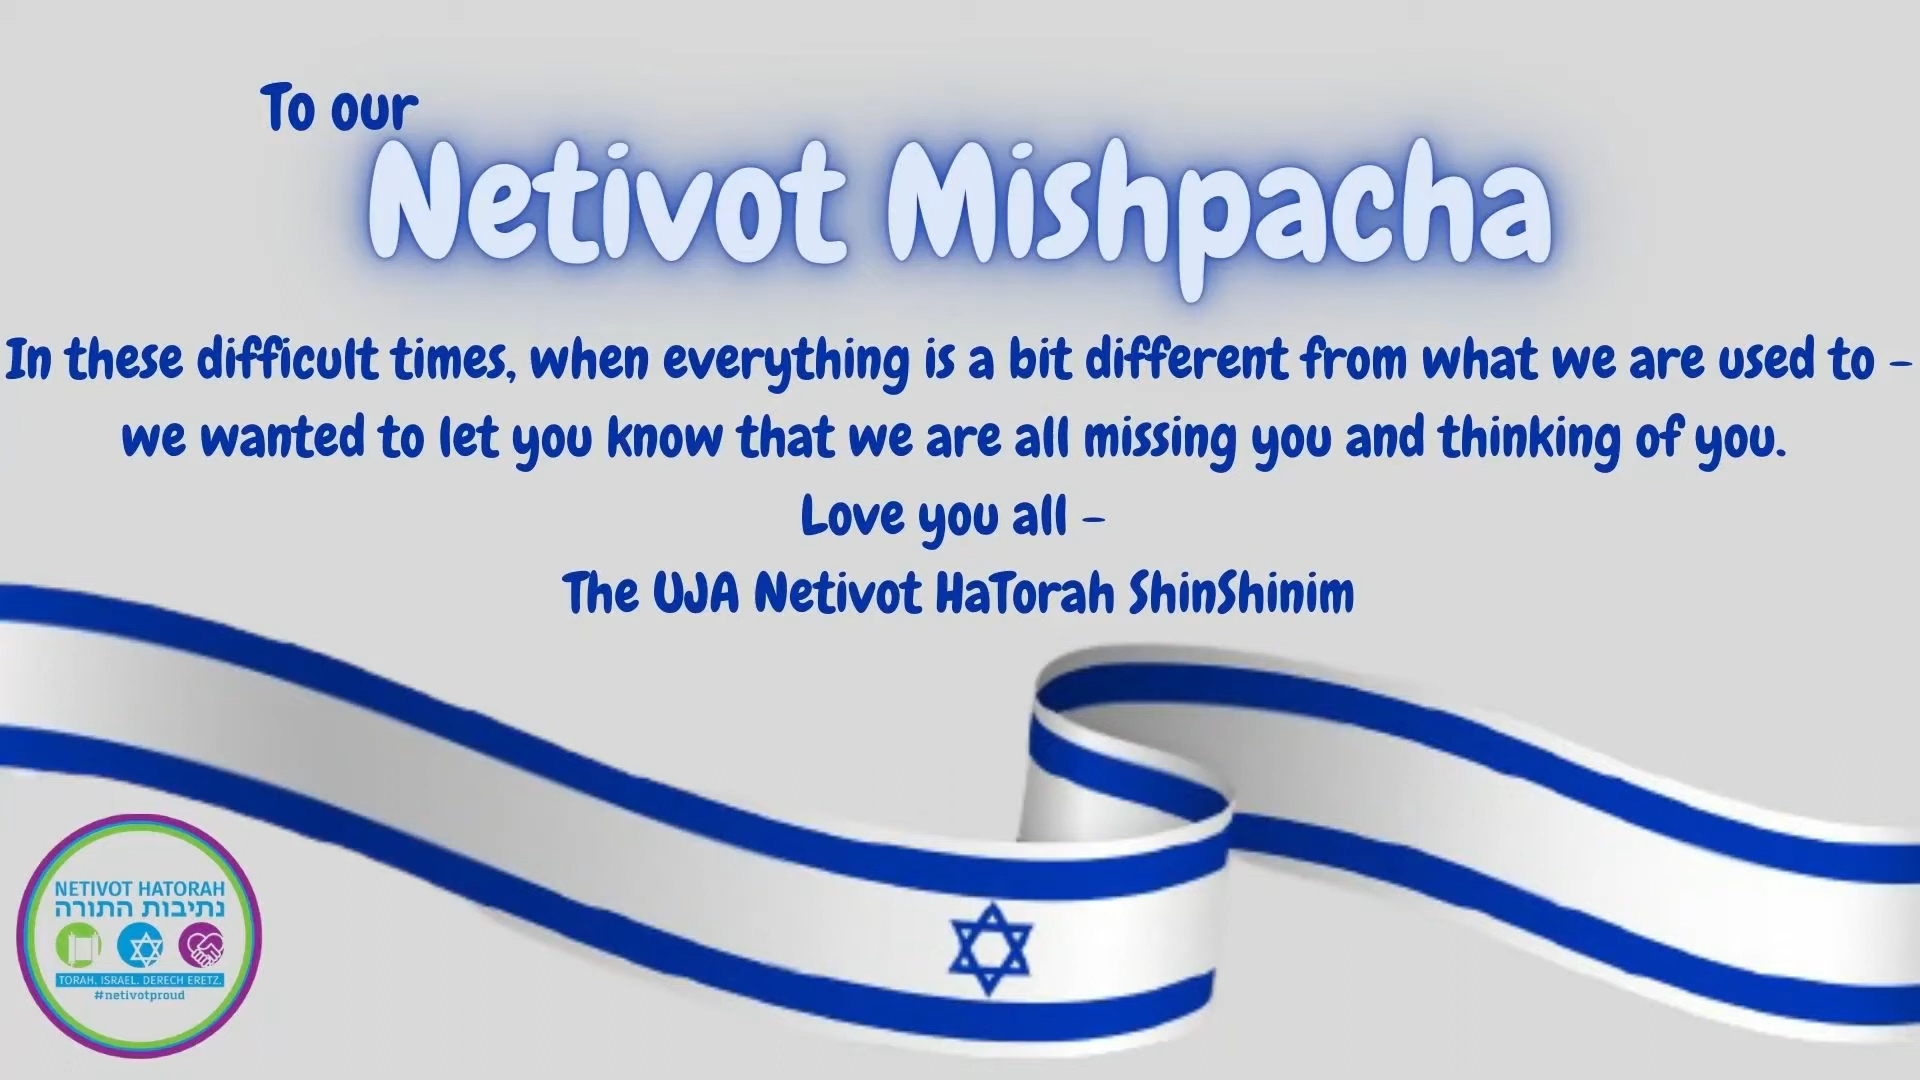 To our
Netivot Mishpacha
In these difficult times, when everything is a bit different from what we are used to -
we wanted to let you know that we are all missing you and thinking of you.
Love you all -
The UJA Netivot HaTorah ShinShinim
NETIVOT HATORAH
נתיבות התורה
TORAH. ISRAEL. DERECH ERETZ.
#netivotproud